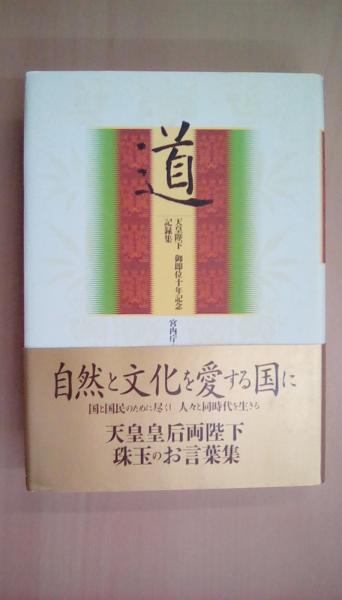 道
天皇陛下 御即位十年記念
記録集
宮内庁
自然と文化を愛する国に
国と国民のために尽くし 人々と同時代を生きる
天皇皇后両陛下
珠玉のお言葉集